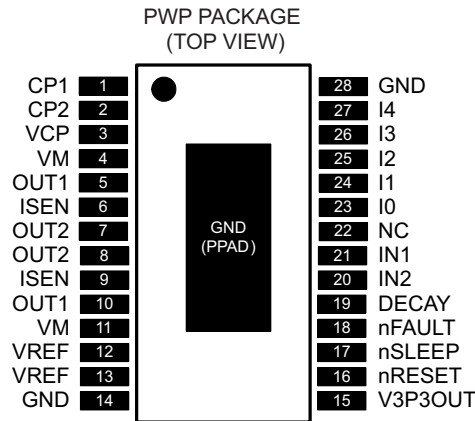 PWP PACKAGE
(TOP VIEW)
CP1 1 28 GND
CP2 2 27 I4
VCP 3 26 I3
VM 4 25 I2
OUT1 5 24 I1
ISEN 6 23 I0
OUT2 7 22 NC
OUT2 8 21 IN1
ISEN 9 20 IN2
OUT1 10 19 DECAY
VM 11 18 nFAULT
VREF 12 17 nSLEEP
VREF 13 16 nRESET
GND 14 15 V3P3OUT
GND
(PPAD)